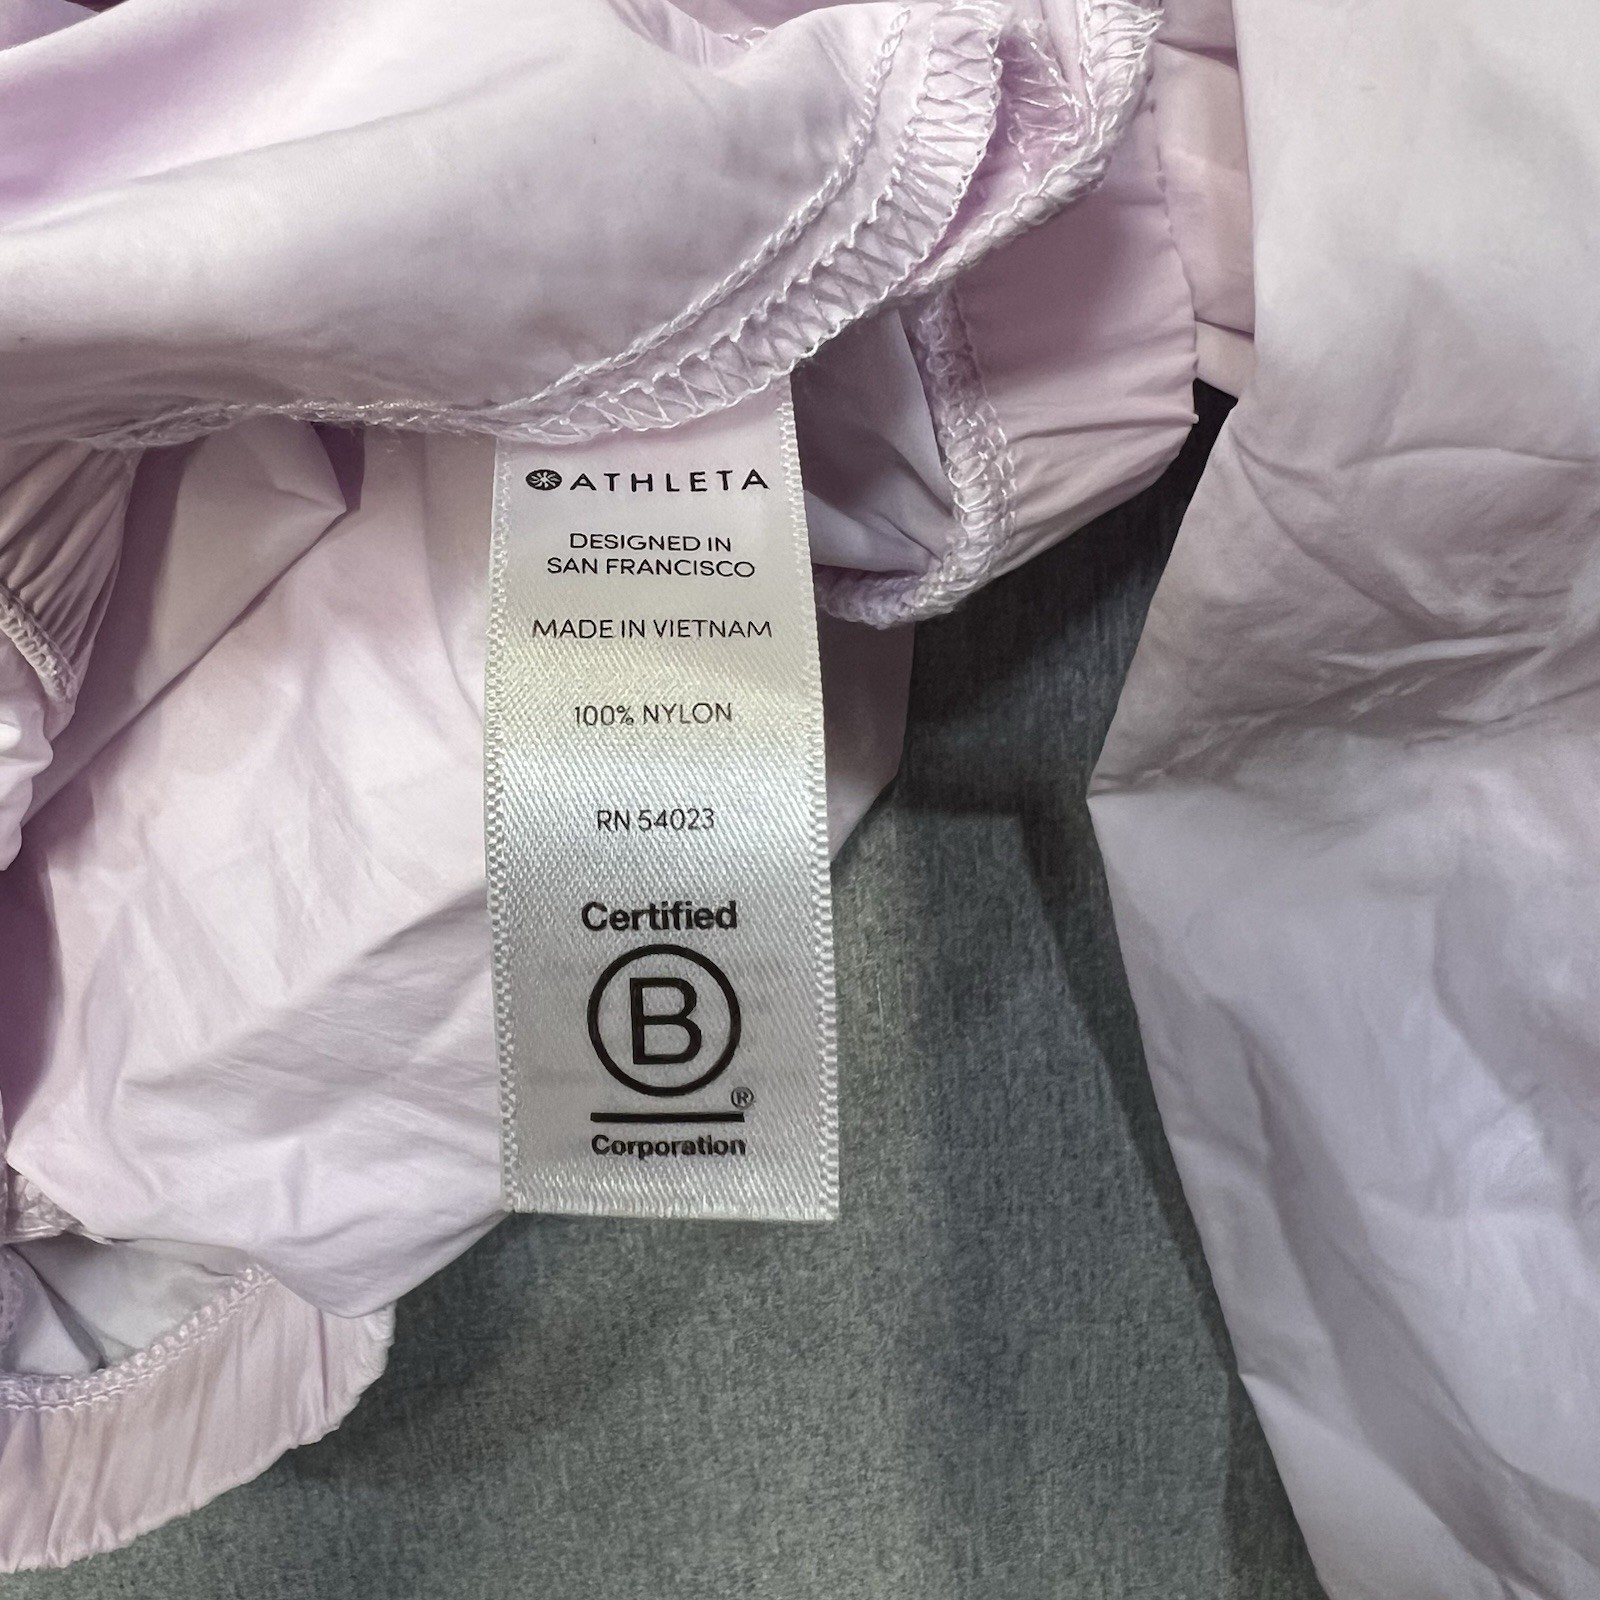 ATHLETA
DESIGNED IN
SAN FRANCISCO
MADE IN VIETNAM
100% NYLON
RN 54023
Certified
B
®
Corporation